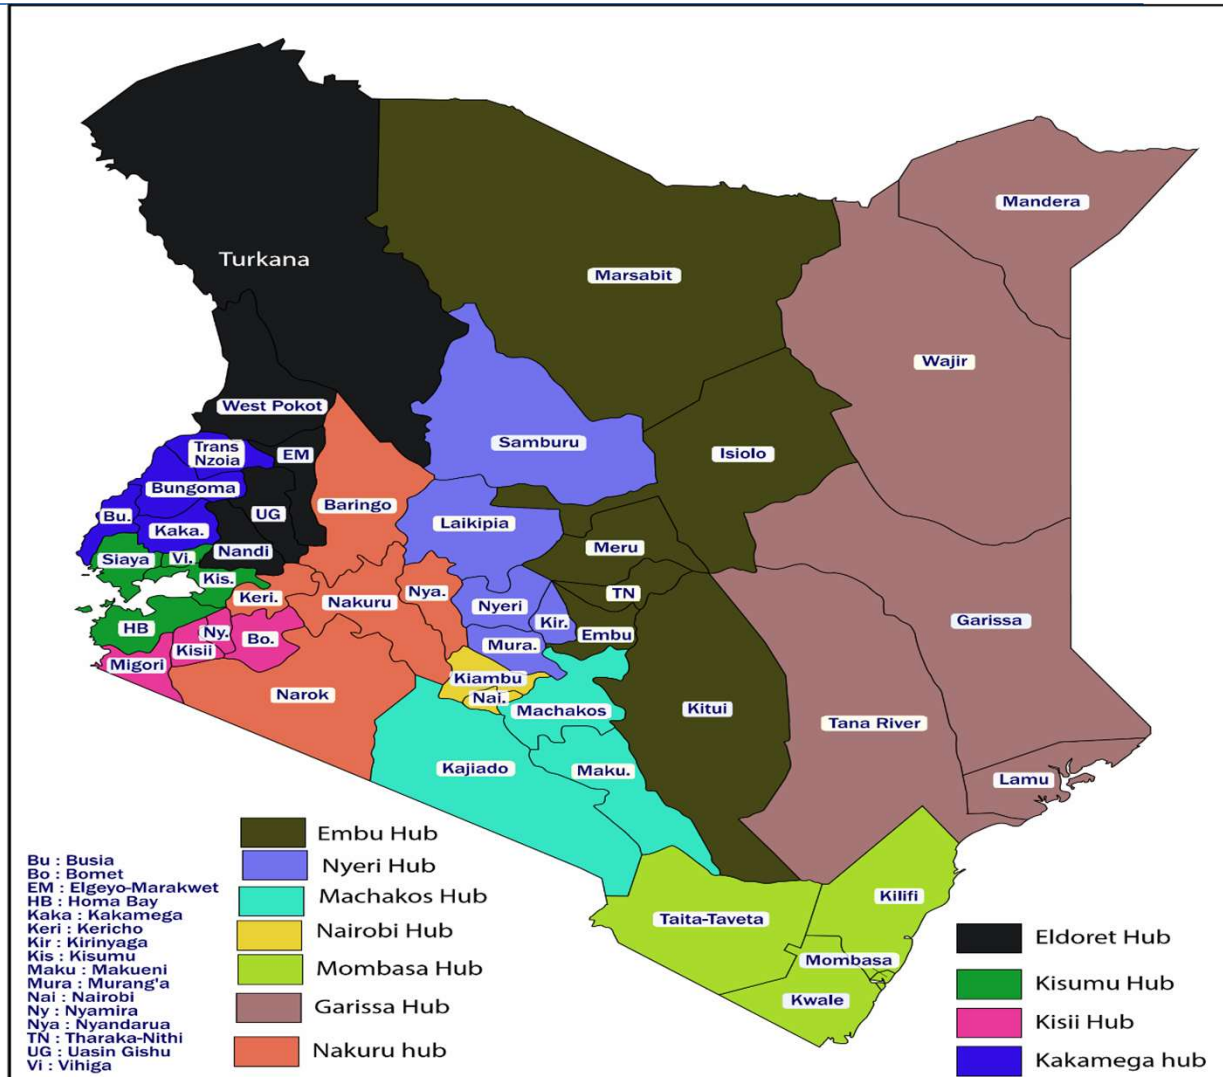 Mandera
Turkana
Marsabit
Wajir
West Pokot
Samburu
Trans
Nzoia
EM
Isiolo
Bungoma
Baringo
Bu.
UG
Kaka.
Laikipia
Siaya
Vi.
Nandi
Meru
Kis.
Keri.
Nakuru
Nya.
TN
Nyeri
Kir.
Garissa
HB
Ny.
Bo.
Embu
Kisii
Mura.
Migori
Kiambu
Narok
Nai.
Machakos
Kitui
Tana River
Kajiado
Maku.
Lamu
Kilifi
Taita-Taveta
Mombasa
Kwale
Bu : Busia
Bo : Bomet
EM : Elgeyo-Marakwet
HB : Homa Bay
Kaka : Kakamega
Keri : Kericho
Kir : Kirinyaga
Kis : Kisumu
Maku : Makueni
Mura : Murang'a
Nai : Nairobi
Ny : Nyamira
Nya : Nyandarua
TN : Tharaka-Nithi
UG : Uasin Gishu
Vi : Vihiga
Embu Hub
Nyeri Hub
Machakos Hub
Nairobi Hub
Mombasa Hub
Garissa Hub
Nakuru hub
Eldoret Hub
Kisumu Hub
Kisii Hub
Kakamega hub